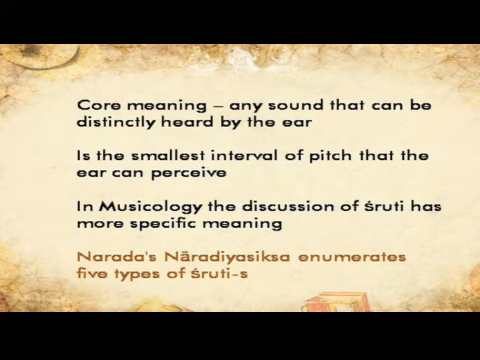 Core meaning – any sound that can be
distinctly heard by the ear
Is the smallest interval of pitch that the
ear can perceive
In Musicology the discussion of śruti has
more specific meaning
Narada's Nāradiyasiksa enumerates
five types of śruti-s